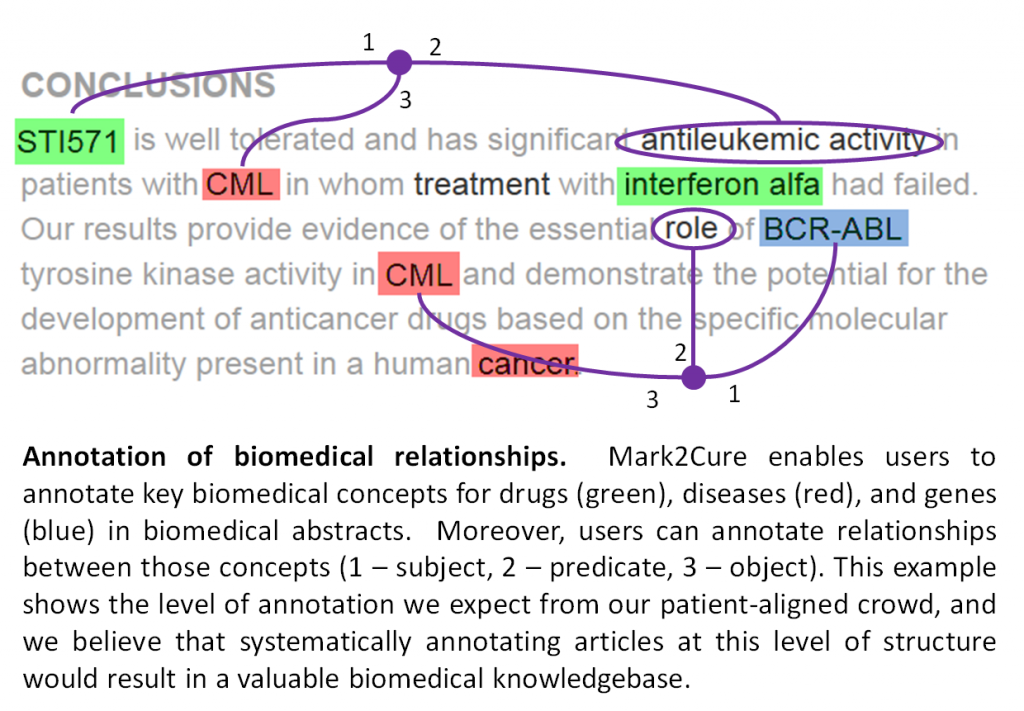 1 2
CONCLUSIONS
3
STI571 is well tolerated and has significant antileukemic activity in
patients with CML in whom treatment with interferon alfa had failed.
Our results provide evidence of the essential role of BCR-ABL
tyrosine kinase activity in CML and demonstrate the potential for the
development of anticancer drugs based on the specific molecular
abnormality present in a human cancer.
2
3 1
Annotation of biomedical relationships. Mark2Cure enables users to
annotate key biomedical concepts for drugs (green), diseases (red), and genes
(blue) in biomedical abstracts. Moreover, users can annotate relationships
between those concepts (1 – subject, 2 – predicate, 3 – object). This example
shows the level of annotation we expect from our patient-aligned crowd, and
we believe that systematically annotating articles at this level of structure
would result in a valuable biomedical knowledgebase.